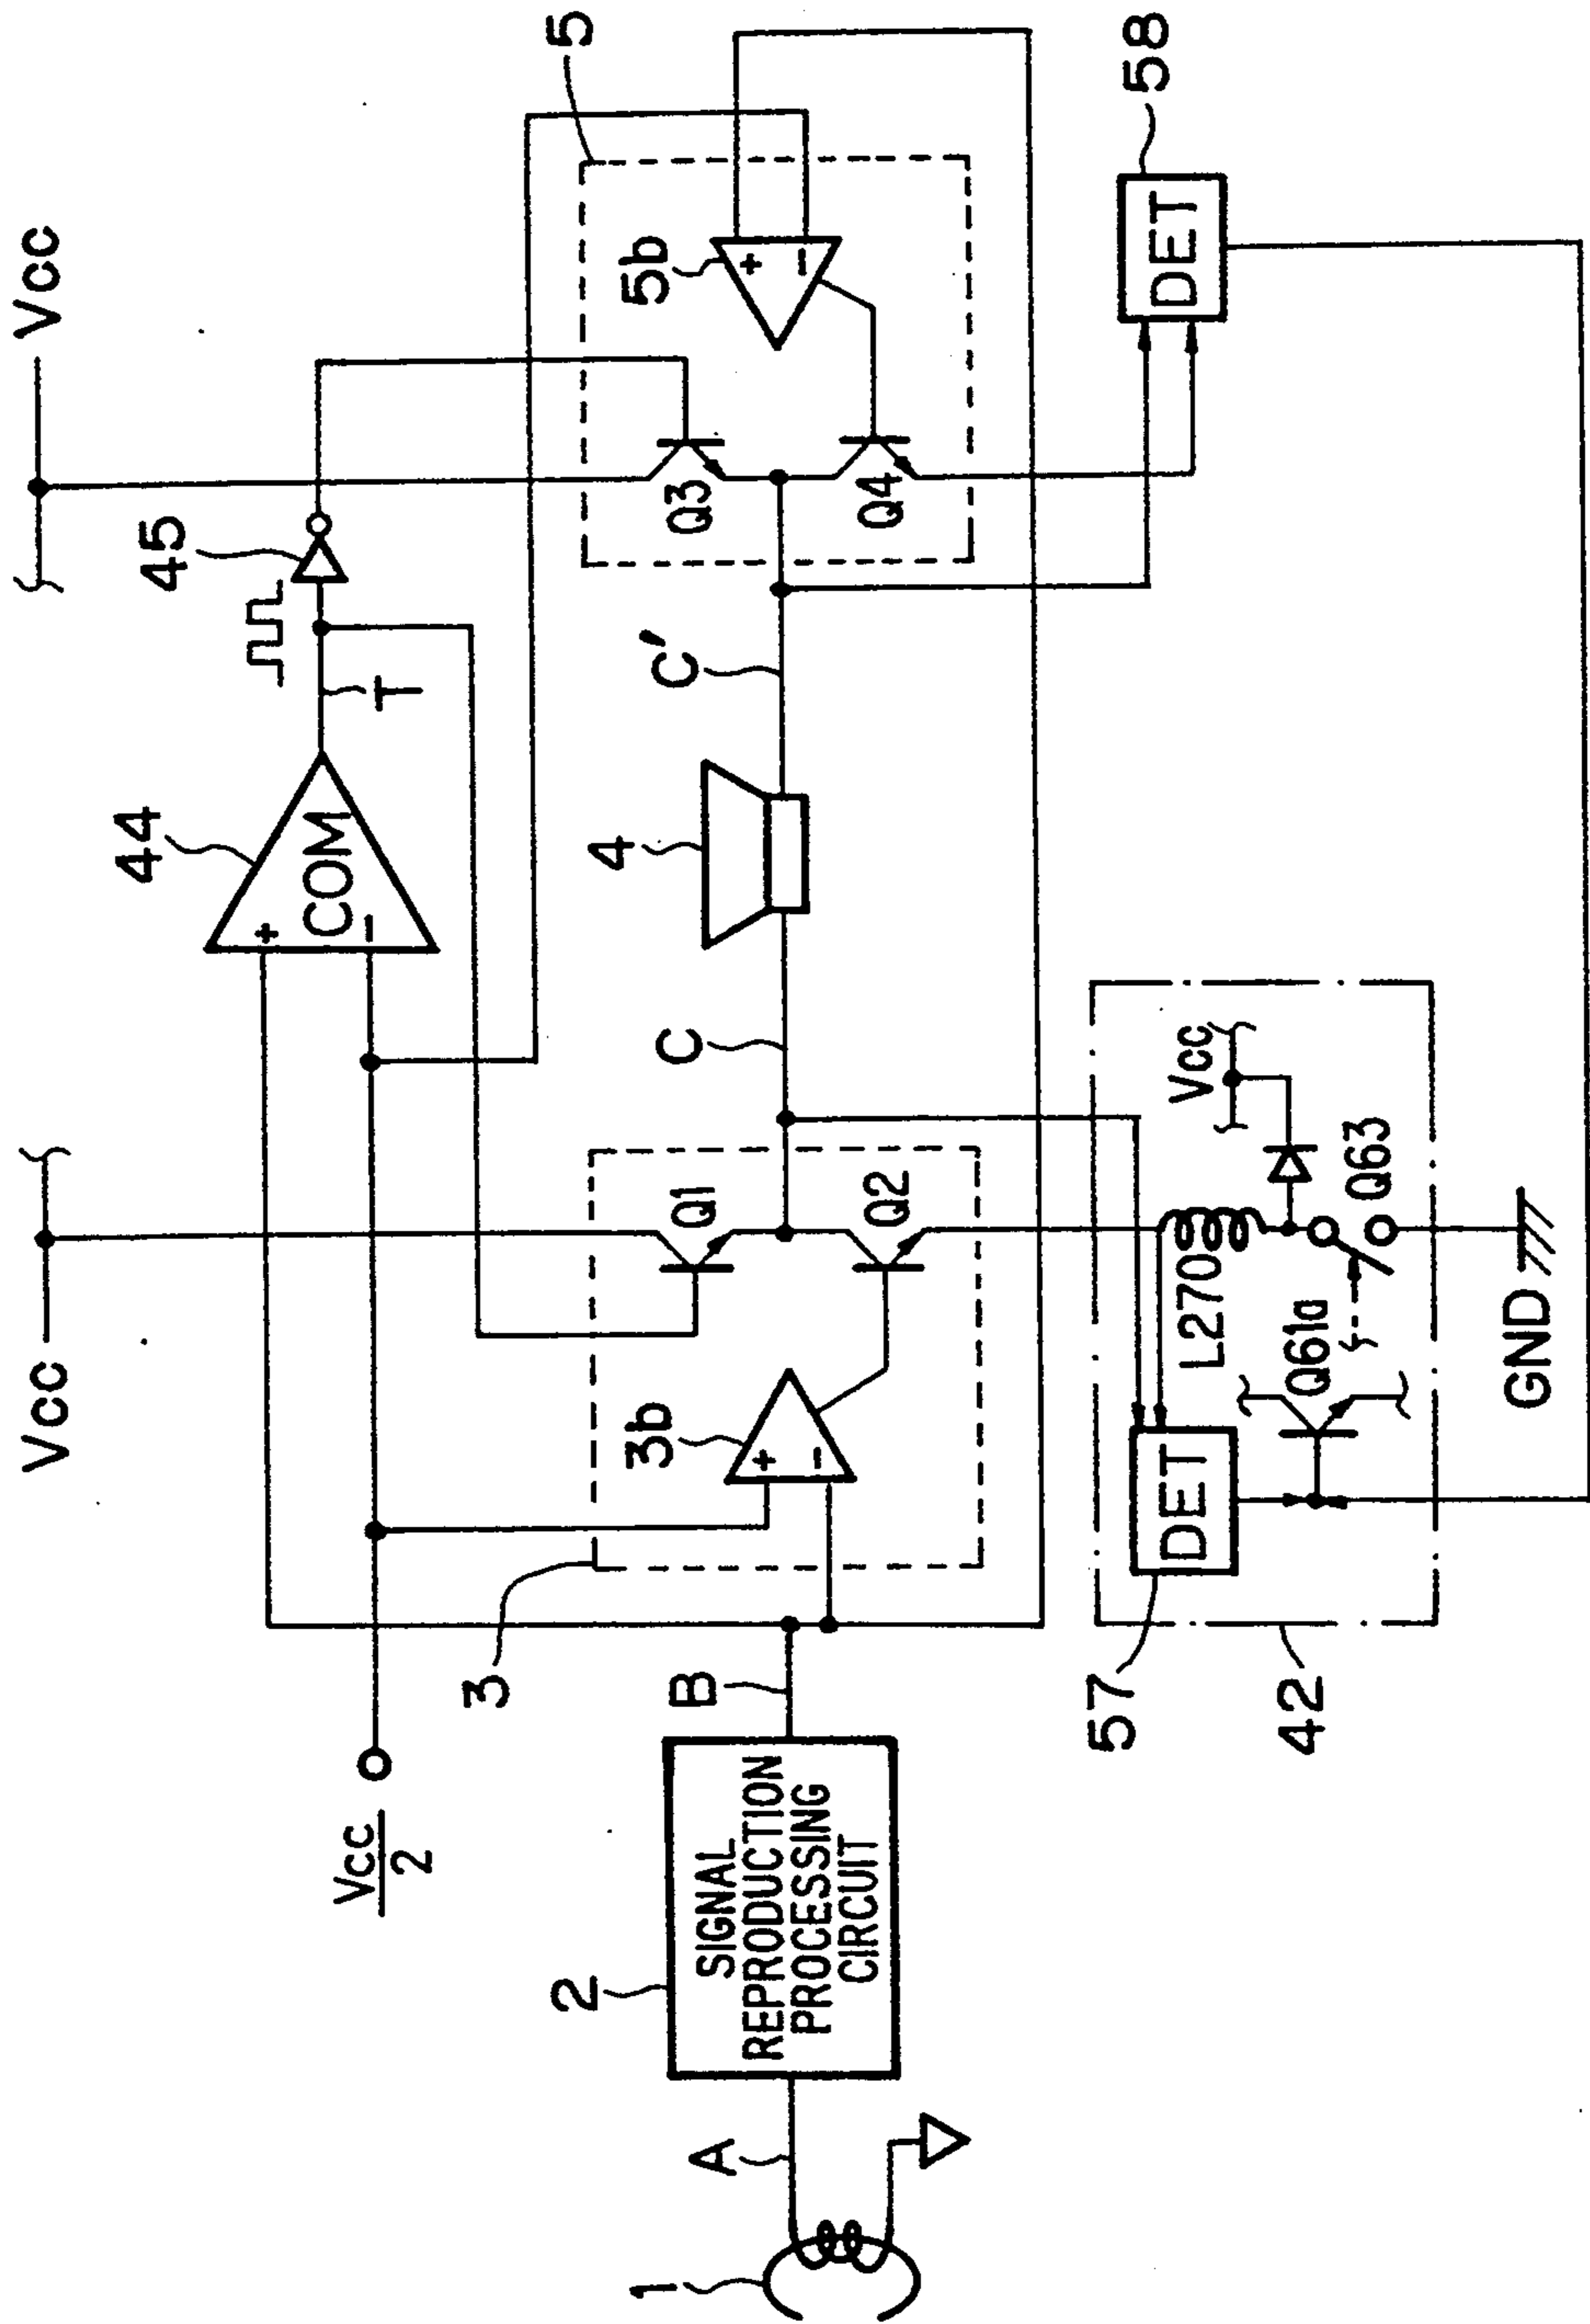 Vcc
Vcc
44
45
+
COM
-
T
Vcc
2
5
3
Q1
Q3
5b
+
-
3b
+
-
Q2
Q4
C
4
C'
1
A
2
SIGNAL
REPRODUCTION
PROCESSING
CIRCUIT
B
57
DET
L270
Vcc
Q61a
Q63
42
GND
DET
58